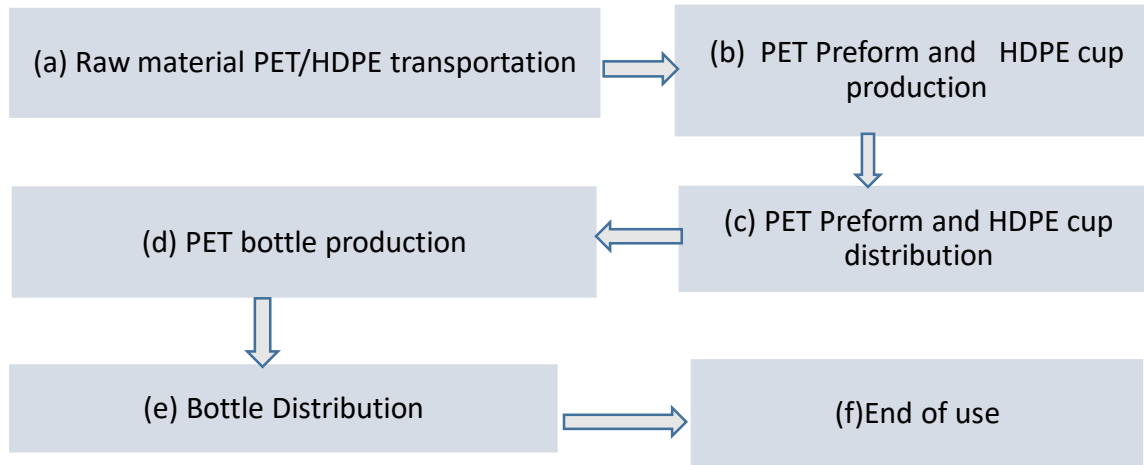 (a) Raw material PET/HDPE transportation
(b) PET Preform and HDPE cup
production
(c) PET Preform and HDPE cup
distribution
(d) PET bottle production
(e) Bottle Distribution
(f)End of use